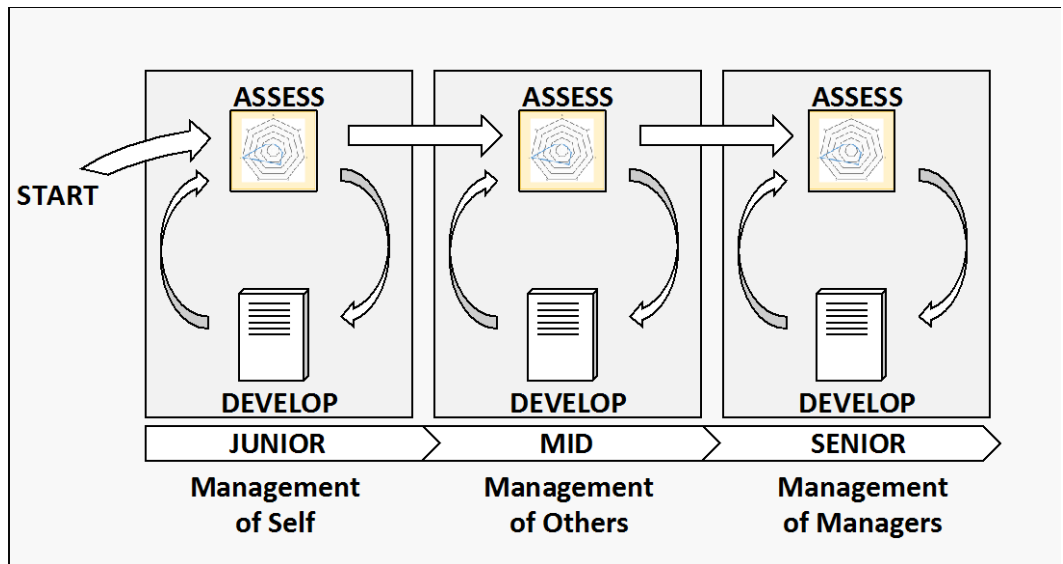 ASSESS
ASSESS
ASSESS
START
DEVELOP
DEVELOP
DEVELOP
JUNIOR
MID
SENIOR
Management
of Self
Management
of Others
Management
of Managers